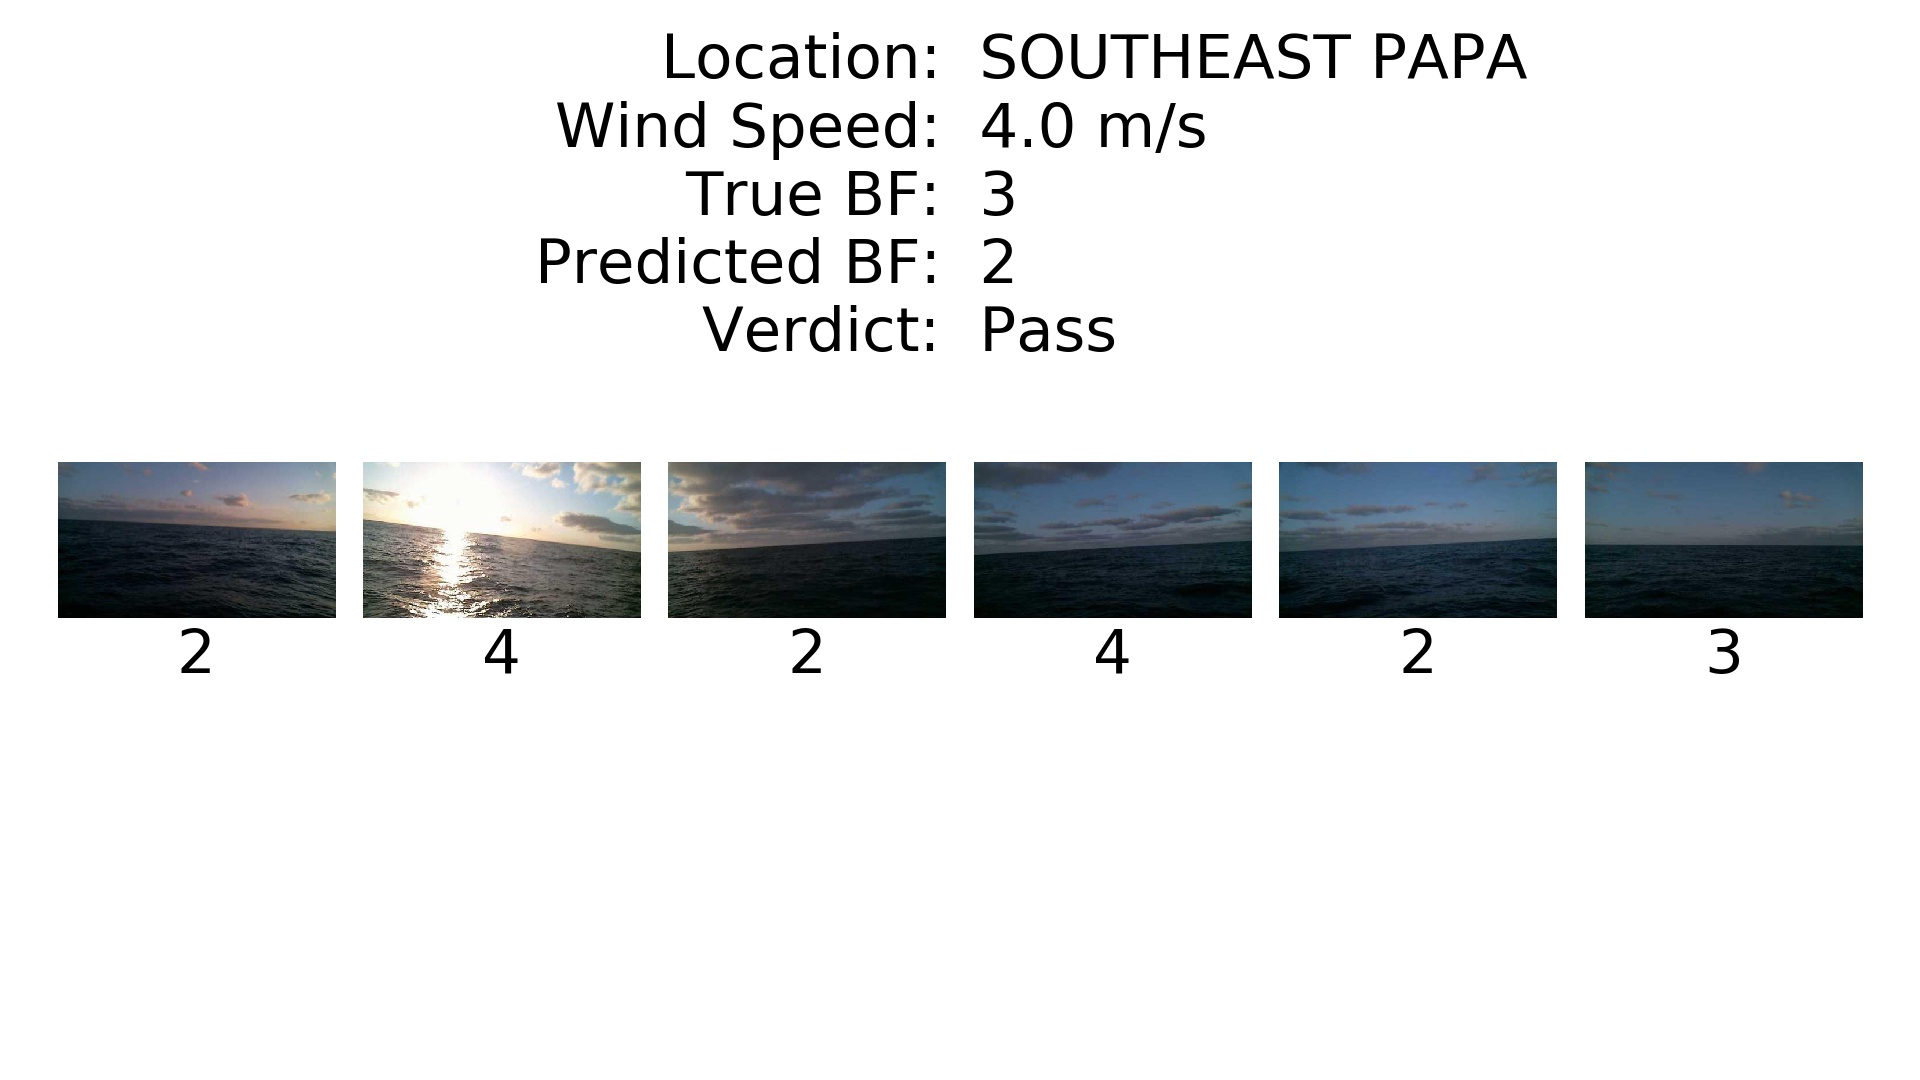 Location: SOUTHEAST PAPA
Wind Speed: 4.0 m/s
True BF: 3
Predicted BF: 2
Verdict: Pass
2 4 2 4 2 3